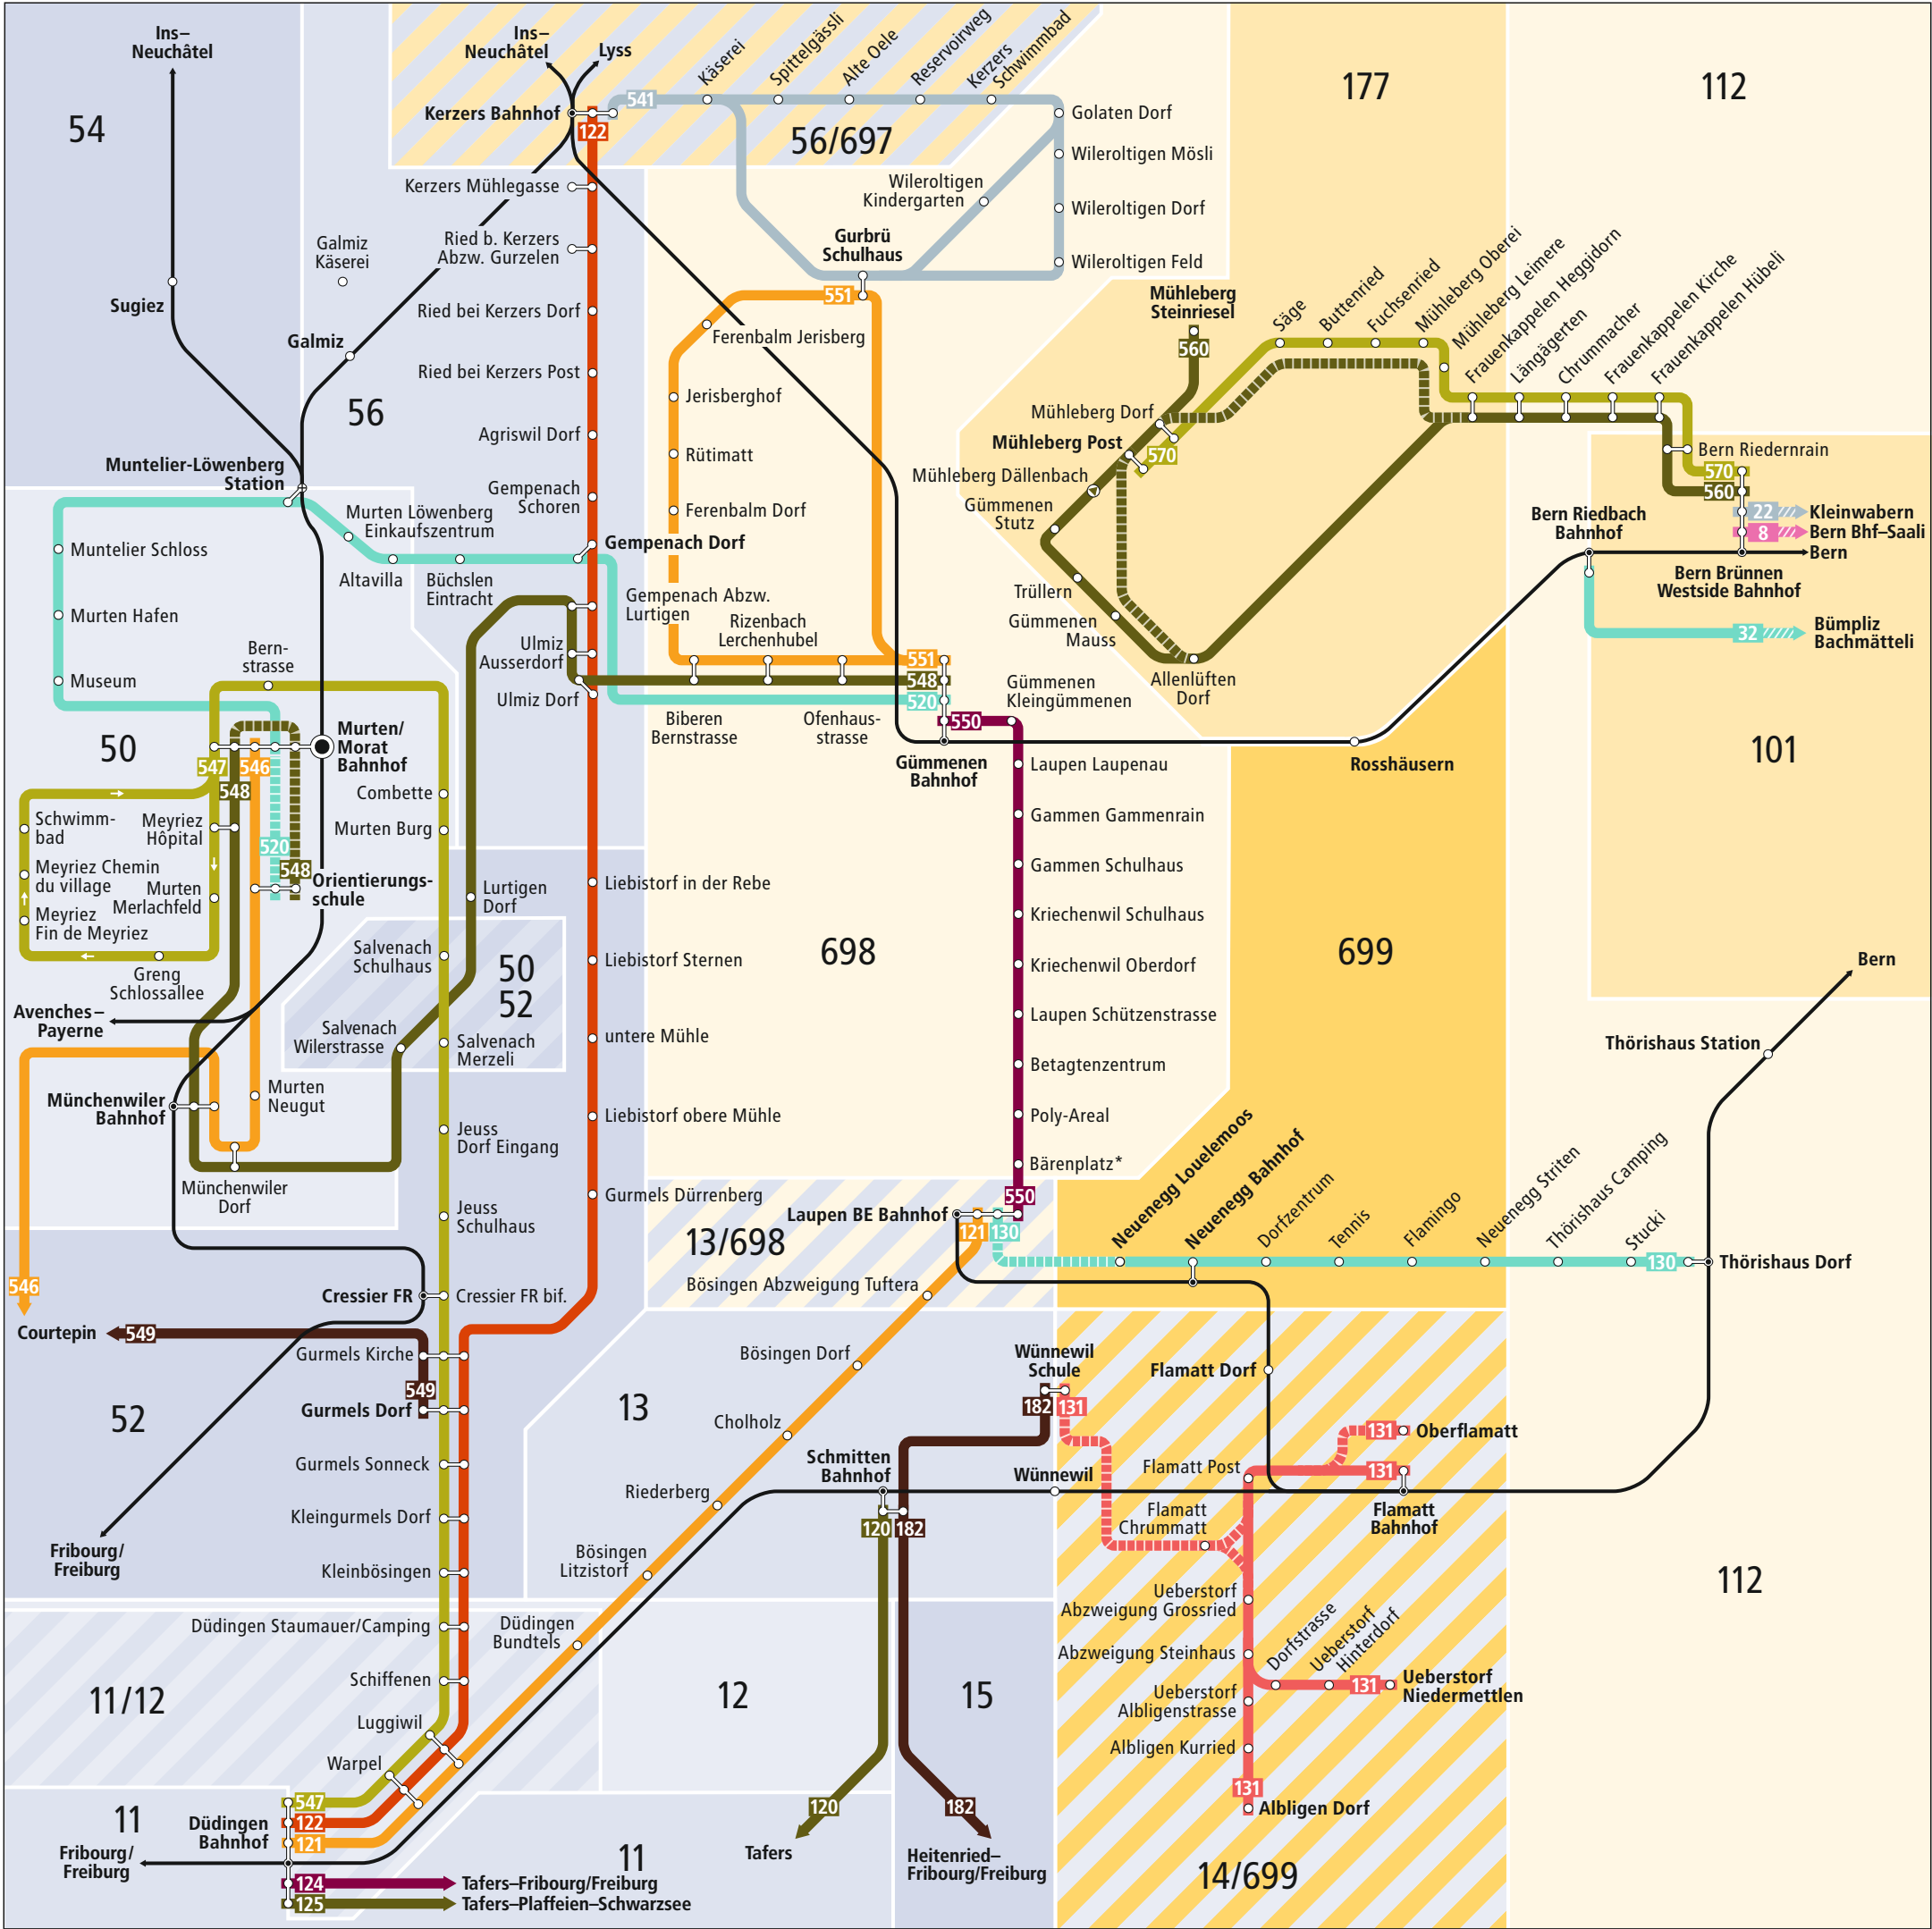 Ins–
Neuchâtel
Ins–
Neuchâtel
Lyss
541
Käserei
Spittelgässli
Alte Oele
Reservoirweg
Kerzers
Schwimmbad
177
112
54
Kerzers Bahnhof
122
56/697
Golaten Dorf
Wileroltigen Mösli
Wileroltigen
Kindergarten
Wileroltigen Dorf
Wileroltigen Feld
Kerzers Mühlegasse
Galmiz
Käserei
Ried b. Kerzers
Abzw. Gurzelen
Gurbrü
Schulhaus
Sugiez
Ried bei Kerzers Dorf
551
Ferenbalm Jerisberg
Galmiz
Ried bei Kerzers Post
Jerisberghof
56
Agriswil Dorf
Rütimatt
Mühleberg
Steinriesel
560
Säge
Buttenried
Fuchsenried
Mühleberg Oberei
Mühleberg Leimere
Frauenkappelen Heggidorn
Längägerten
Chrummacher
Frauenkappelen Kirche
Frauenkappelen Hübeli
Mühleberg Dorf
Mühleberg Post
570
Mühleberg Dällenbach
Gümmenen
Stutz
Bern Riedernrain
570
560
22
Kleinwabern
8
Bern Bhf–Saali
Bern
Bern Riedbach
Bahnhof
Bern Brünnen
Westside Bahnhof
32
Bümpliz
Bachmätteli
Muntelier-Löwenberg
Station
Gempenach
Schoren
Ferenbalm Dorf
Murten Löwenberg
Einkaufszentrum
Muntelier Schloss
Gempenach Dorf
Altavilla
Büchslen
Eintracht
Trüllern
Gempenach Abzw.
Lurtigen
Gümmenen
Mauss
Murten Hafen
Rizenbach
Lerchenhubel
Ulmiz
Ausserdorf
551
548
520
Bern-
strasse
Museum
Ulmiz Dorf
Gümmenen
Kleingümmenen
Allenlüften
Dorf
Biberen
Bernstrasse
Ofenhaus-
strasse
550
50
Murten/
Morat
Bahnhof
547
546
548
Gümmenen
Bahnhof
Rosshäusern
101
Laupen Laupenau
Combette
Schwimm-
bad
Meyriez
Hôpital
Murten Burg
Gammen Gammenrain
520
548
Meyriez Chemin
du village
Murten
Merlachfeld
Orientierungs-
schule
Lurtigen
Dorf
Liebistorf in der Rebe
Gammen Schulhaus
Meyriez
Fin de Meyriez
Kriechenwil Schulhaus
Salvenach
Schulhaus
50
52
Liebistorf Sternen
698
Kriechenwil Oberdorf
699
Bern
Greng
Schlossallee
Avenches–
Payerne
Salvenach
Wilerstrasse
Salvenach
Merzeli
untere Mühle
Laupen Schützenstrasse
Thörishaus Station
Betagtenzentrum
Münchenwiler
Bahnhof
Murten
Neugut
Liebistorf obere Mühle
Poly-Areal
Jeuss
Dorf Eingang
Bärenplatz*
Münchenwiler
Dorf
Gurmels Dürrenberg
550
Jeuss
Schulhaus
Laupen BE Bahnhof
121
130
13/698
Neuenegg Louelemoos
Neuenegg Bahnhof
Dorfzentrum
Tennis
Flamingo
Neuenegg Striten
Thörishaus Camping
Stucki
130
Thörishaus Dorf
546
Bösingen Abzweigung Tuftera
Cressier FR
Cressier FR bif.
Courtepin
549
Gurmels Kirche
Bösingen Dorf
Wünnewil
Schule
Flamatt Dorf
549
Gurmels Dorf
182
131
52
13
Cholholz
131
Oberflamatt
Gurmels Sonneck
Schmitten
Bahnhof
Wünnewil
Flamatt Post
131
Riederberg
Kleingurmels Dorf
120
182
Flamatt
Chrummatt
Flamatt
Bahnhof
Fribourg/
Freiburg
Kleinbösingen
Bösingen
Litzistorf
112
Ueberstorf
Abzweigung Grossried
Düdingen Staumauer/Camping
Düdingen
Bundtels
Abzweigung Steinhaus
Dorfstrasse
Ueberstorf
Hinterdorf
131
Ueberstorf
Niedermettlen
Schiffenen
11/12
12
15
Ueberstorf
Albligenstrasse
Luggiwil
Albligen Kurried
Warpel
131
Albligen Dorf
11
547
122
121
Düdingen
Bahnhof
120
182
Fribourg/
Freiburg
11
Tafers
Heitenried–
Fribourg/Freiburg
14/699
124
Tafers–Fribourg/Freiburg
125
Tafers–Plaffeien–Schwarzsee